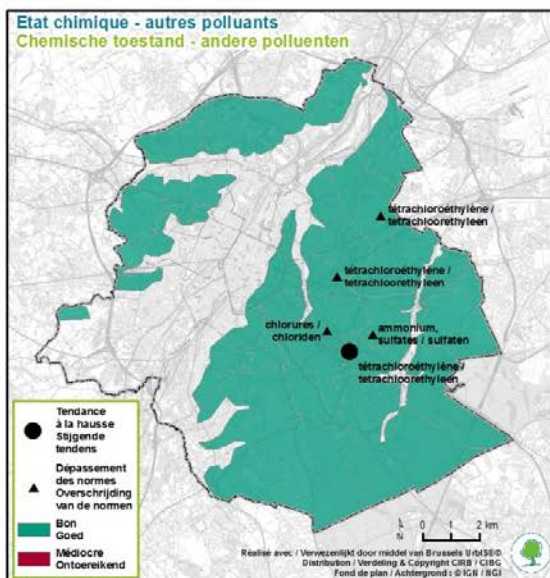 Etat chimique - autres polluants
Chemische toestand - andere polluenten
tétrachloroéthylène /
tetrachloorethyleen
tétrachloroéthylène /
tetrachloorethyleen
chlorures /
chloriden
ammonium,
sulfates / sulfaten
tétrachloroéthylène /
tetrachloorethyleen
Tendance
à la hausse
Stijgende
tendens
Dépassement
des normes
Overschrijding
van de normen
Bon
Goed
Médiocre
Ontoereikend
N
0 1 2 km
Réalisé avec / Verwezenlijkt door middel van Brussels UrbIS®©
Distribution / Verdeling & Copyright CIRB / CIBG
Fond de plan / Achtergrond : © IGN / NGI